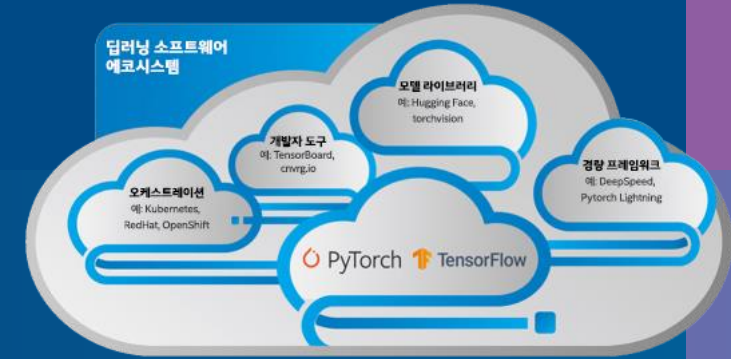 딥러닝 소프트웨어
에코시스템
모델 라이브러리
예: Hugging Face,
torchvision
개발자 도구
예: TensorBoard,
cnvrg.io
오케스트레이션
예: Kubernetes,
RedHat, OpenShift
경량 프레임워크
예: DeepSpeed,
Pytorch Lightning
PyTorch TensorFlow